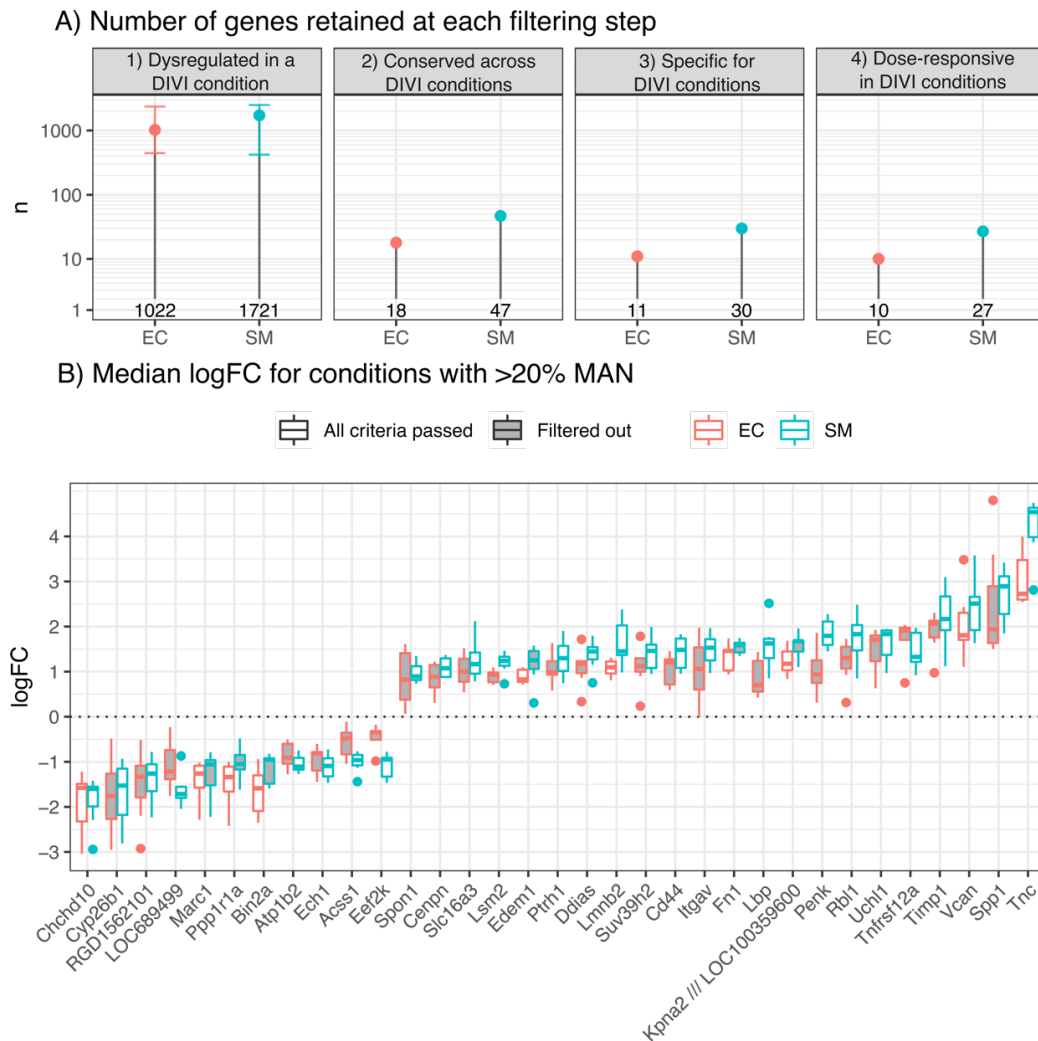 A) Number of genes retained at each filtering step
1) Dysregulated in a
DIVI condition
2) Conserved across
DIVI conditions
3) Specific for
DIVI conditions
4) Dose-responsive
in DIVI conditions
n
1000
100
10
1
1022
1721
18
47
11
30
10
27
EC
SM
EC
SM
EC
SM
EC
SM
B) Median logFC for conditions with >20% MAN
All criteria passed
Filtered out
EC
SM
logFC
4
3
2
1
0
−1
−2
−3
Chchd10
Cyp26b1
RGD1562101
LOC689499
Marc1
Ppp1r1a
Bin2a
Atp1b2
Ech1
Acss1
Eef2k
Spon1
Cenpn
Slc16a3
Lsm2
Edem1
Ptrh1
Ddias
Lrmb2
Suv39h2
Cd44
Itgav
Fn1
Lbp
Kpna2 /// LOC100359600
Penk
Rbl1
Uchl1
Tnfrsf12a
Timp1
Vcan
Spp1
Tnc